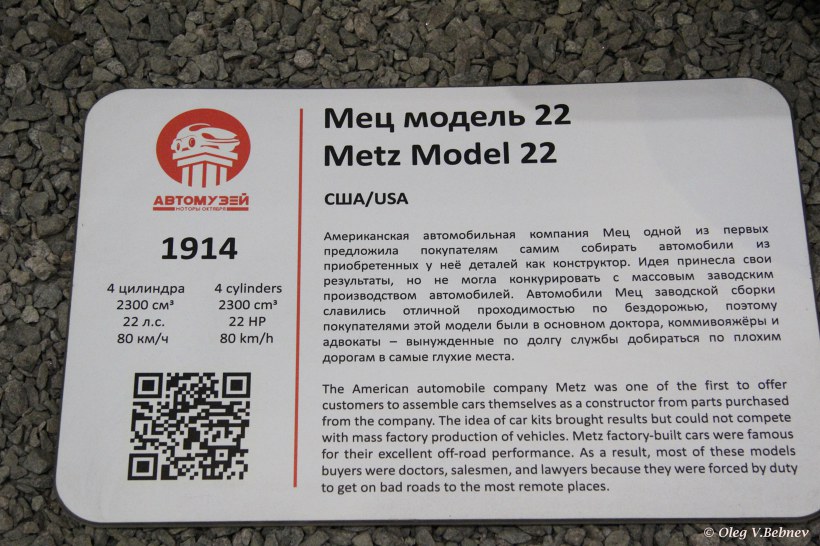 Мец модель 22
Metz Model 22
США/USA
АВТОМУЗЕЙ
МОТОРЫ ОКТЯБРЯ
1914
4 цилиндра
2300 см³
22 л.с.
80 км/ч
4 cylinders
2300 cm³
22 HP
80 km/h
Американская автомобильная компания Мец одной из первых
предложила покупателям самим собирать автомобили из
приобретенных у неё деталей как конструктор. Идея принесла свои
результаты, но не могла конкурировать с массовым заводским
производством автомобилей. Автомобили Мец заводской сборки
славились отличной проходимостью по бездорожью, поэтому
покупателями этой модели были в основном доктора, коммивояжёры и
адвокаты – вынужденные по долгу службы добираться по плохим
дорогам в самые глухие места.
The American automobile company Metz was one of the first to offer
customers to assemble cars themselves as a constructor from parts purchased
from the company. The idea of car kits brought results but could not compete
with mass factory production of vehicles. Metz factory-built cars were famous
for their excellent off-road performance. As a result, most of these models
buyers were doctors, salesmen, and lawyers because they were forced by duty
to get on bad roads to the most remote places.
© Oleg V.Bebnev